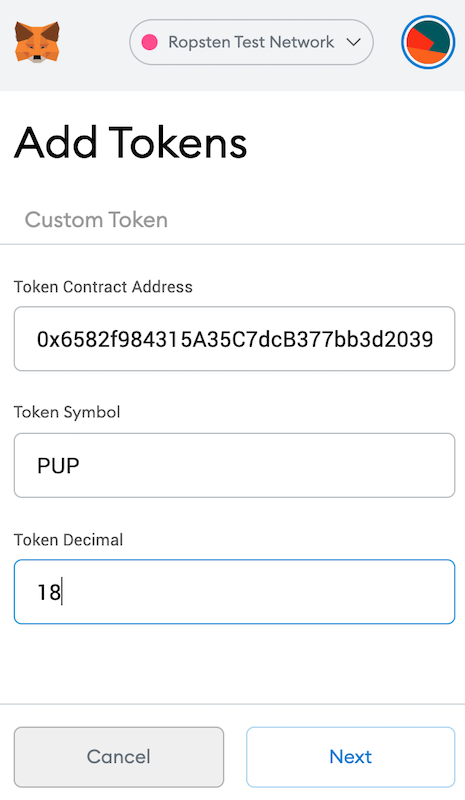 Ropsten Test Network
Add Tokens
Custom Token
Token Contract Address
0x6582f984315A35C7dcB377bb3d2039
Token Symbol
PUP
Token Decimal
18
Cancel
Next